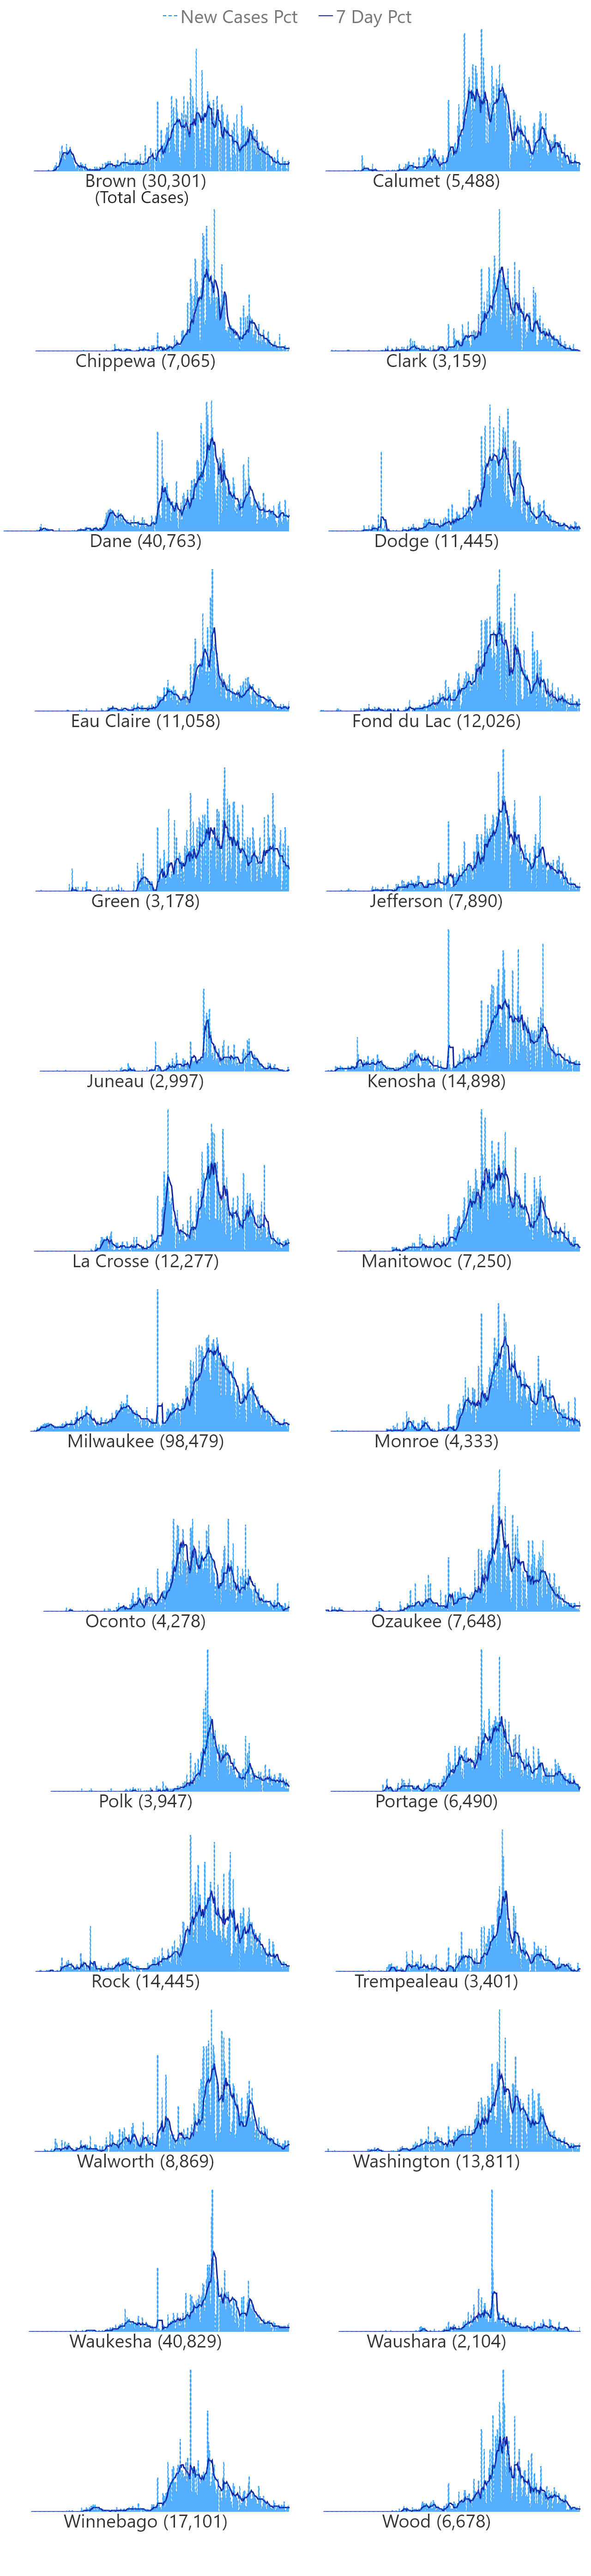 New Cases Pct 7 Day Pct
Brown (30,301) Calumet (5,488)
(Total Cases)
Chippewa (7,065) Clark (3,159)
Dane (40,763) Dodge (11,445)
Eau Claire (11,058) Fond du Lac (12,026)
Green (3,178) Jefferson (7,890)
Juneau (2,997) Kenosha (14,898)
La Crosse (12,277) Manitowoc (7,250)
Milwaukee (98,479) Monroe (4,333)
Oconto (4,278) Ozaukee (7,648)
Polk (3,947) Portage (6,490)
Rock (14,445) Trempealeau (3,401)
Walworth (8,869) Washington (13,811)
Waukesha (40,829) Waushara (2,104)
Winnebago (17,101) Wood (6,678)